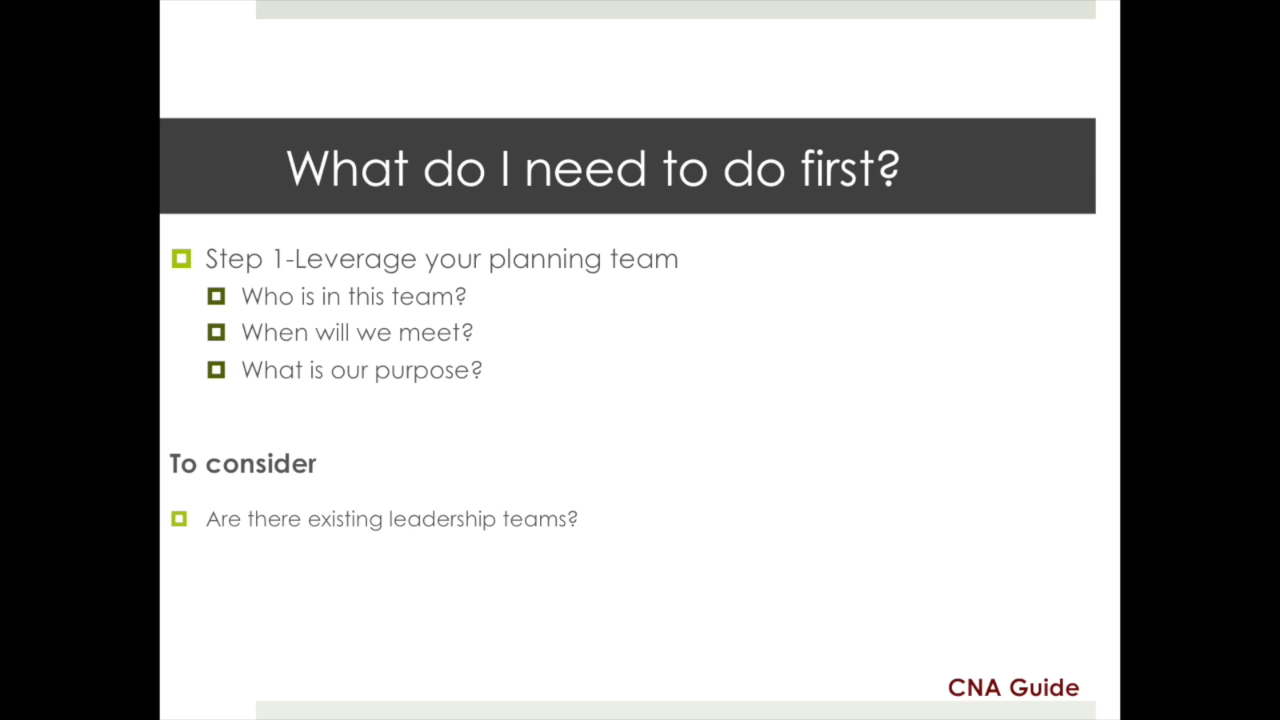 What do I need to do first?
Step 1-Leverage your planning team
Who is in this team?
When will we meet?
What is our purpose?
To consider
Are there existing leadership teams?
CNA Guide